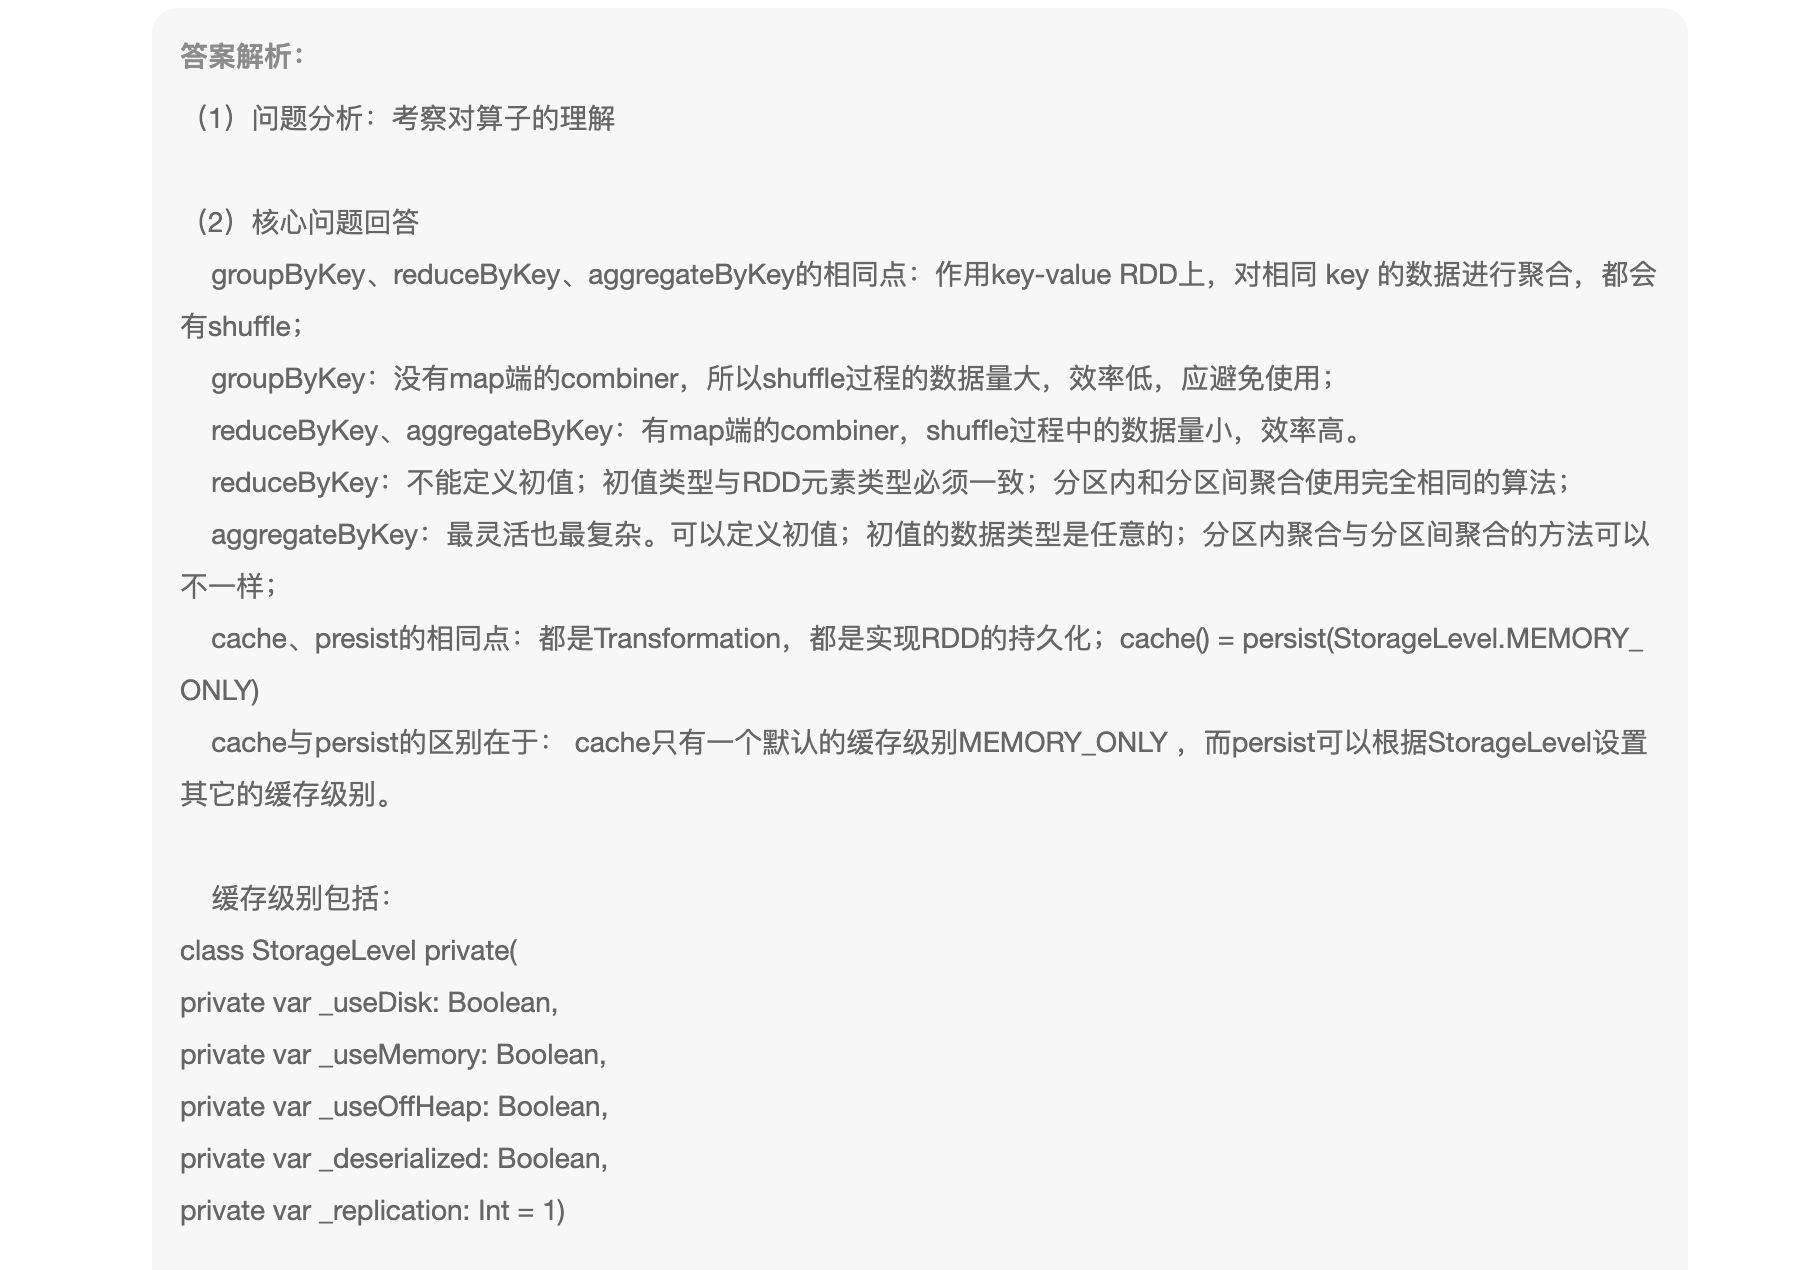 答案解析：
（1）问题分析：考察对算子的理解
（2）核心问题回答
groupByKey、reduceByKey、aggregateByKey的相同点：作用key-value RDD上，对相同 key 的数据进行聚合，都会
有shuffle；
groupByKey：没有map端的combiner，所以shuffle过程的数据量大，效率低，应避免使用；
reduceByKey、aggregateByKey：有map端的combiner，shuffle过程中的数据量小，效率高。
reduceByKey：不能定义初值；初值类型与RDD元素类型必须一致；分区内和分区间聚合使用完全相同的算法；
aggregateByKey：最灵活也最复杂。可以定义初值；初值的数据类型是任意的；分区内聚合与分区间聚合的方法可以
不一样；
cache、presist的相同点：都是Transformation，都是实现RDD的持久化；cache() = persist(StorageLevel.MEMORY_
ONLY)
cache与persist的区别在于： cache只有一个默认的缓存级别MEMORY_ONLY ，而persist可以根据StorageLevel设置
其它的缓存级别。
缓存级别包括：
class StorageLevel private(
private var _useDisk: Boolean,
private var _useMemory: Boolean,
private var _useOffHeap: Boolean,
private var _deserialized: Boolean,
private var _replication: Int = 1)